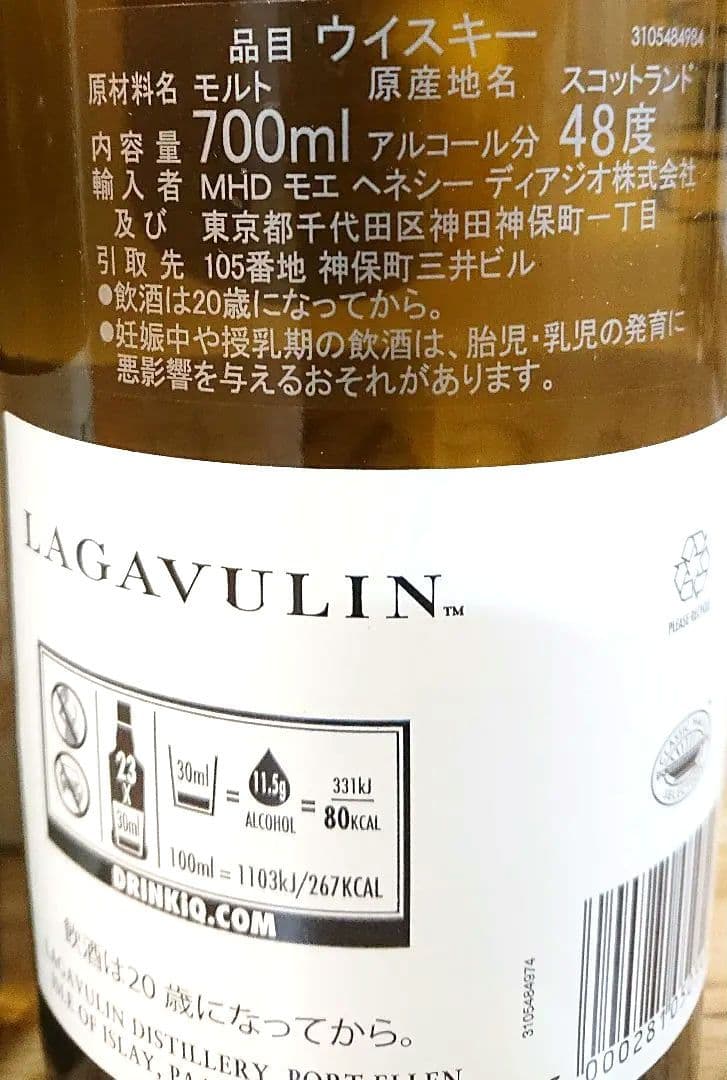 品目 ウイスキー 3105484984
原材料名 モルト 原産地名 スコットランド
内容量 700ml アルコール分 48度
輸入者 MHD モエ ヘネシー ディアジオ株式会社
及び 東京都千代田区神田神保町一丁目
引取先 105番地 神保町三井ビル
●飲酒は20歳になってから。
●妊娠中や授乳期の飲酒は、胎児・乳児の発育に
悪影響を与えるおそれがあります。
LAGAVULIN™
PLEASE RECYCLE
23
X
30ml
30ml = 11.5g = 331kJ
ALCOHOL 80KCAL
100ml = 1103kJ/267KCAL
DRINKIQ.COM
飲酒は20歳になってから。
LAGAVULIN DISTILLERY, PORT ELLEN
ISLE OF ISLAY,
3105484974